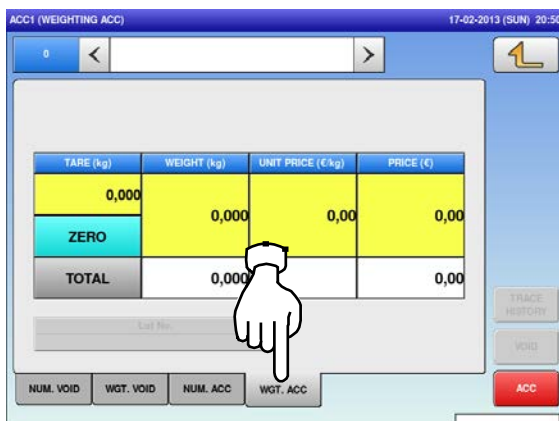 ACC1 (WEIGHTING ACC) 17-02-2013 (SUN) 20:50
0
TARE (kg) WEIGHT (kg) UNIT PRICE (€/kg) PRICE (€)
0,000 0,000 0,00 0,00
ZERO
TOTAL 0,000 0,00
Lot No.
TRACE
HISTORY
VOID
NUM. VOID WGT. VOID NUM. ACC WGT. ACC ACC